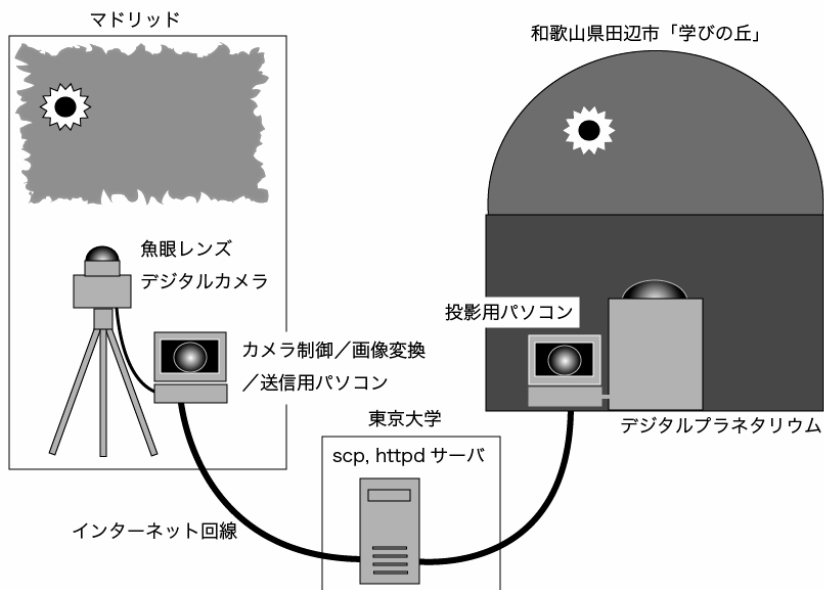 マドリッド
和歌山県田辺市「学びの丘」
魚眼レンズ
デジタルカメラ
カメラ制御／画像変換
／送信用パソコン
投影用パソコン
デジタルプラネタリウム
東京大学
scp, httpd サーバ
インターネット回線